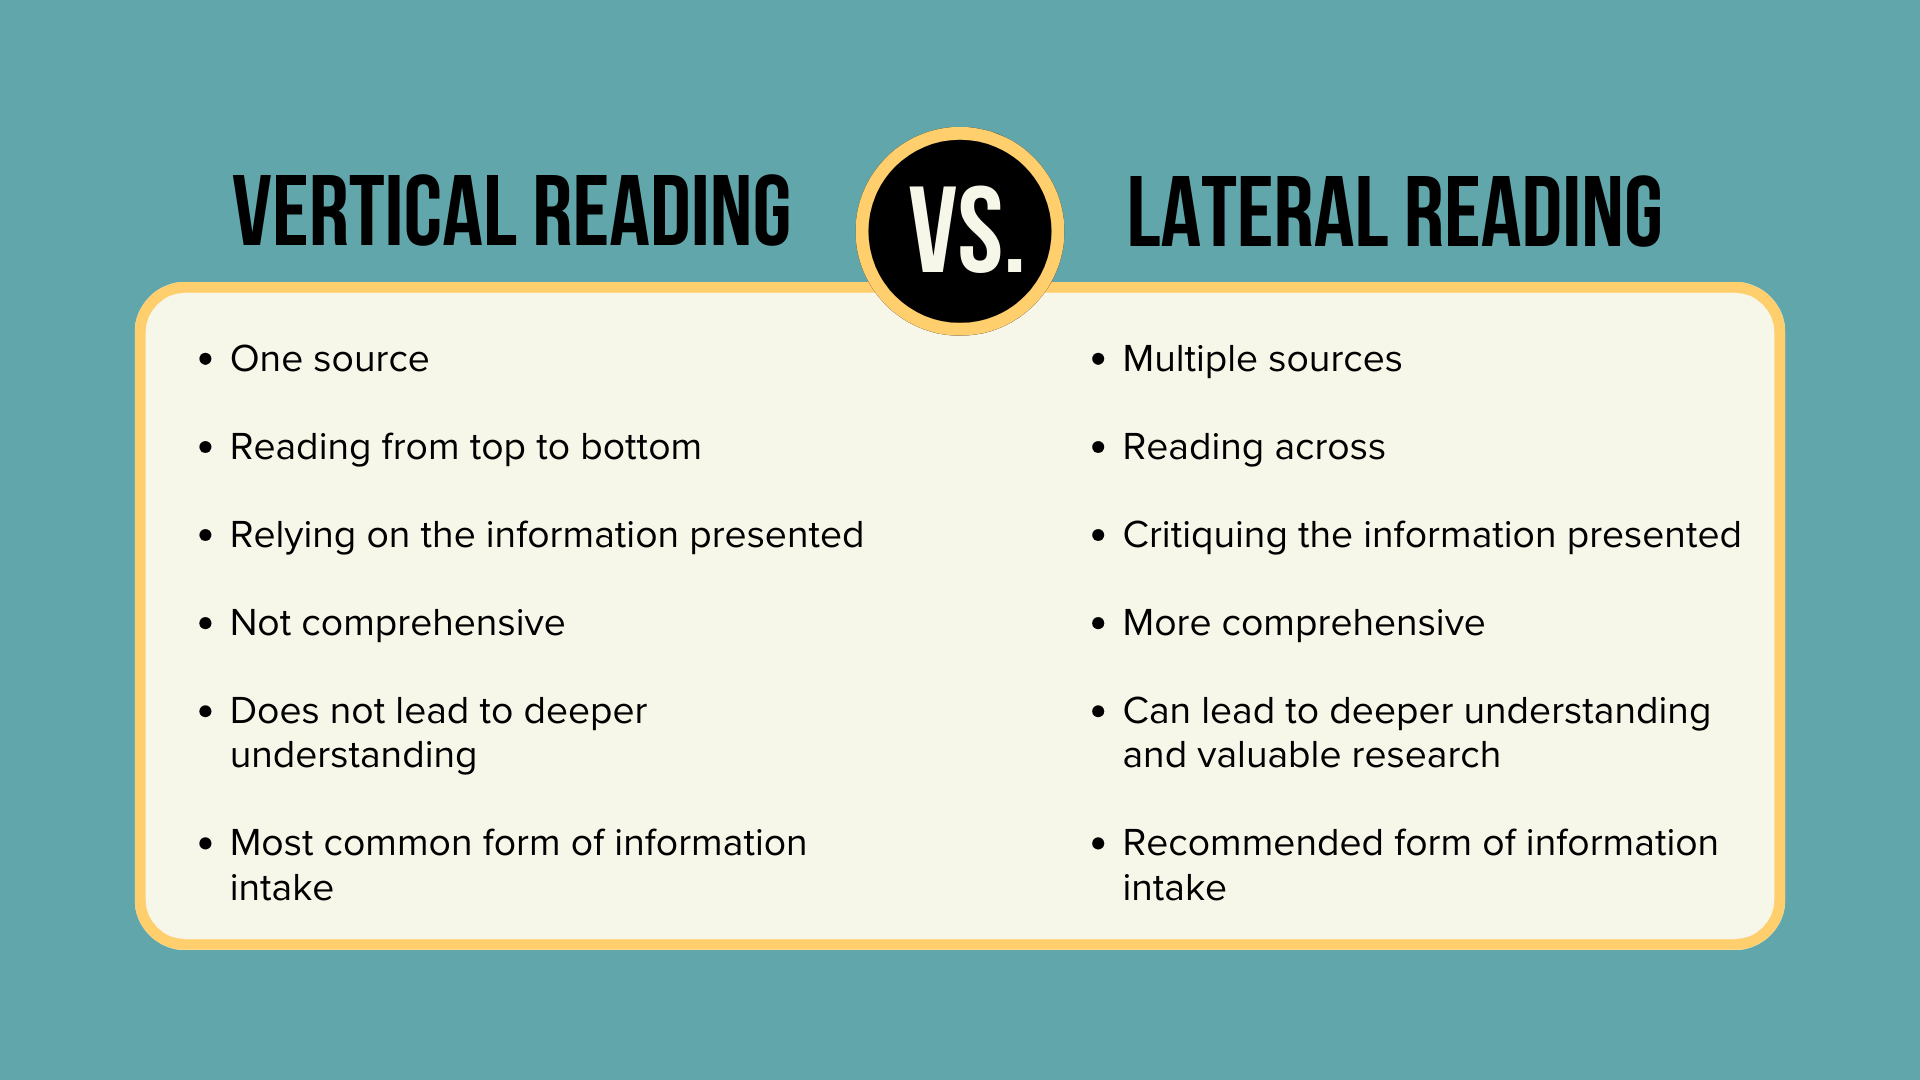 VERTICAL READING
VS.
LATERAL READING
• One source
• Reading from top to bottom
• Relying on the information presented
• Not comprehensive
• Does not lead to deeper
understanding
• Most common form of information
intake
• Multiple sources
• Reading across
• Critiquing the information presented
• More comprehensive
• Can lead to deeper understanding
and valuable research
• Recommended form of information
intake